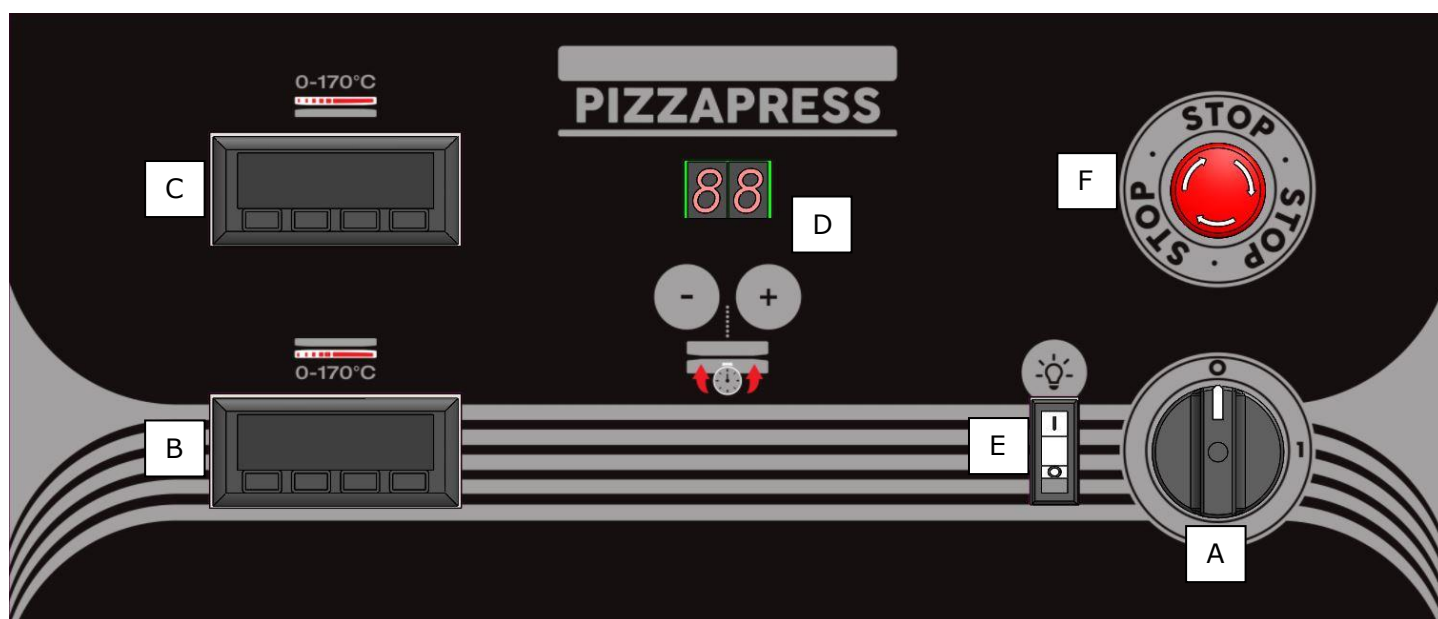 0-170°C
PIZZAPRESS
C
88
D
F
STOP · STOP · STOP ·
- +
0-170°C
B
E
I
O
O
1
A